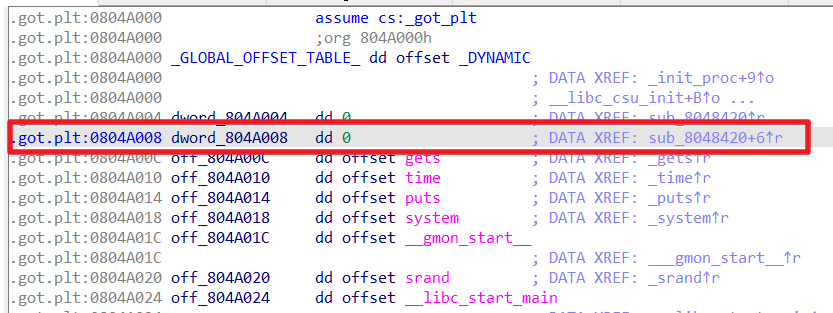 .got.plt:0804A000 assume cs:_got_plt
.got.plt:0804A000 ;org 804A000h
.got.plt:0804A000 _GLOBAL_OFFSET_TABLE_ dd offset _DYNAMIC
.got.plt:0804A000 ; DATA XREF: _init_proc+9↑o
.got.plt:0804A000 ; __libc_csu_init+B↑o ...
.got.plt:0804A004 dword_804A004 dd 0 ; DATA XREF: sub_8048420↑r
.got.plt:0804A008 dword_804A008 dd 0 ; DATA XREF: sub_8048420+6↑r
.got.plt:0804A00C off_804A00C dd offset gets ; DATA XREF: _gets↑r
.got.plt:0804A010 off_804A010 dd offset time ; DATA XREF: _time↑r
.got.plt:0804A014 off_804A014 dd offset puts ; DATA XREF: _puts↑r
.got.plt:0804A018 off_804A018 dd offset system ; DATA XREF: _system↑r
.got.plt:0804A01C off_804A01C dd offset __gmon_start__
.got.plt:0804A01C ; DATA XREF: ___gmon_start__↑r
.got.plt:0804A020 off_804A020 dd offset srand ; DATA XREF: _srand↑r
.got.plt:0804A024 off_804A024 dd offset __libc_start_main